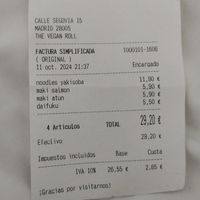 CALLE SEGOVIA 15
MADRID 28005
THE VEGAN ROLL
FACTURA SIMPLIFICADA T000101-1608
( ORIGINAL )
11 oct. 2024 21:37 Encargado
noodles yakisoba 11,90 €
maki salmon 5,90 €
maki atun 5,90 €
daifuku 5,50 €
4 Articulos TOTAL 29,20 €
Efectivo 29,20 €
Impuestos incluidos Base Cuota
IVA 10% 26,55 € 2,65 €
¡Gracias por visitarnos!